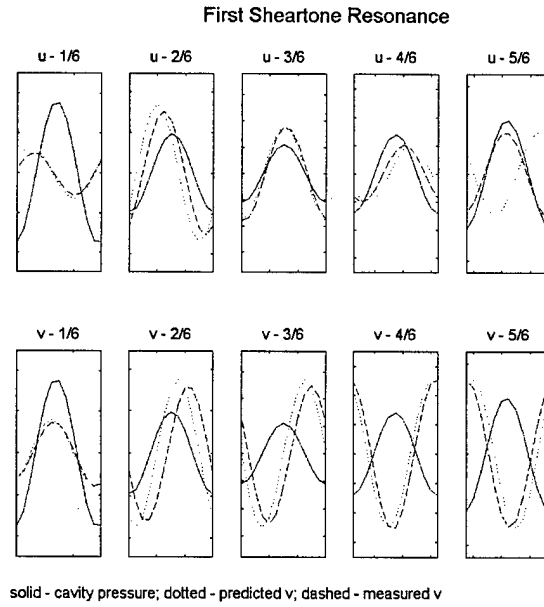 First Sheartone Resonance
u - 1/6 u - 2/6 u - 3/6 u - 4/6 u - 5/6
v - 1/6 v - 2/6 v - 3/6 v - 4/6 v - 5/6
solid - cavity pressure; dotted - predicted v; dashed - measured v